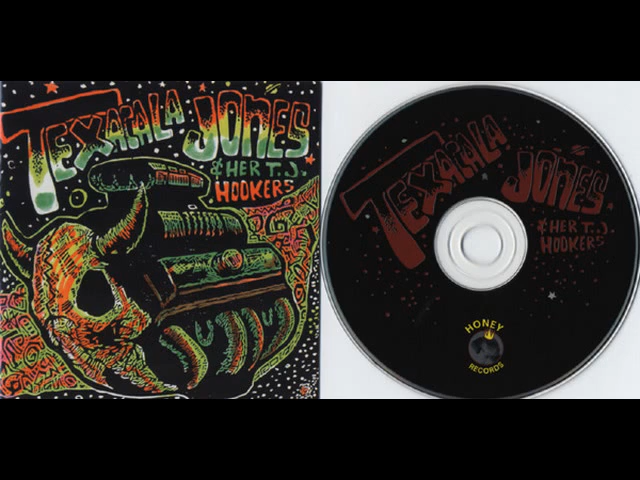 TEXACALA JONES
& HER T.J.
HOOKERS
TEXACALA JONES
& HER T.J.
HOOKERS
HONEY
RECORDS